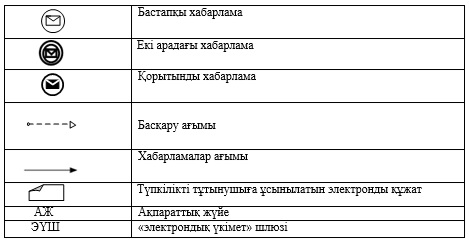 Бастапқы хабарлама
Екі арадағы хабарлама
Қорытынды хабарлама
Басқару ағымы
Хабарламалар ағымы
Түпкілікті тұтынушыға ұсынылатын электронды құжат
АЖ Ақпараттық жүйе
ЭҮШ «электрондық үкімет» шлюзі